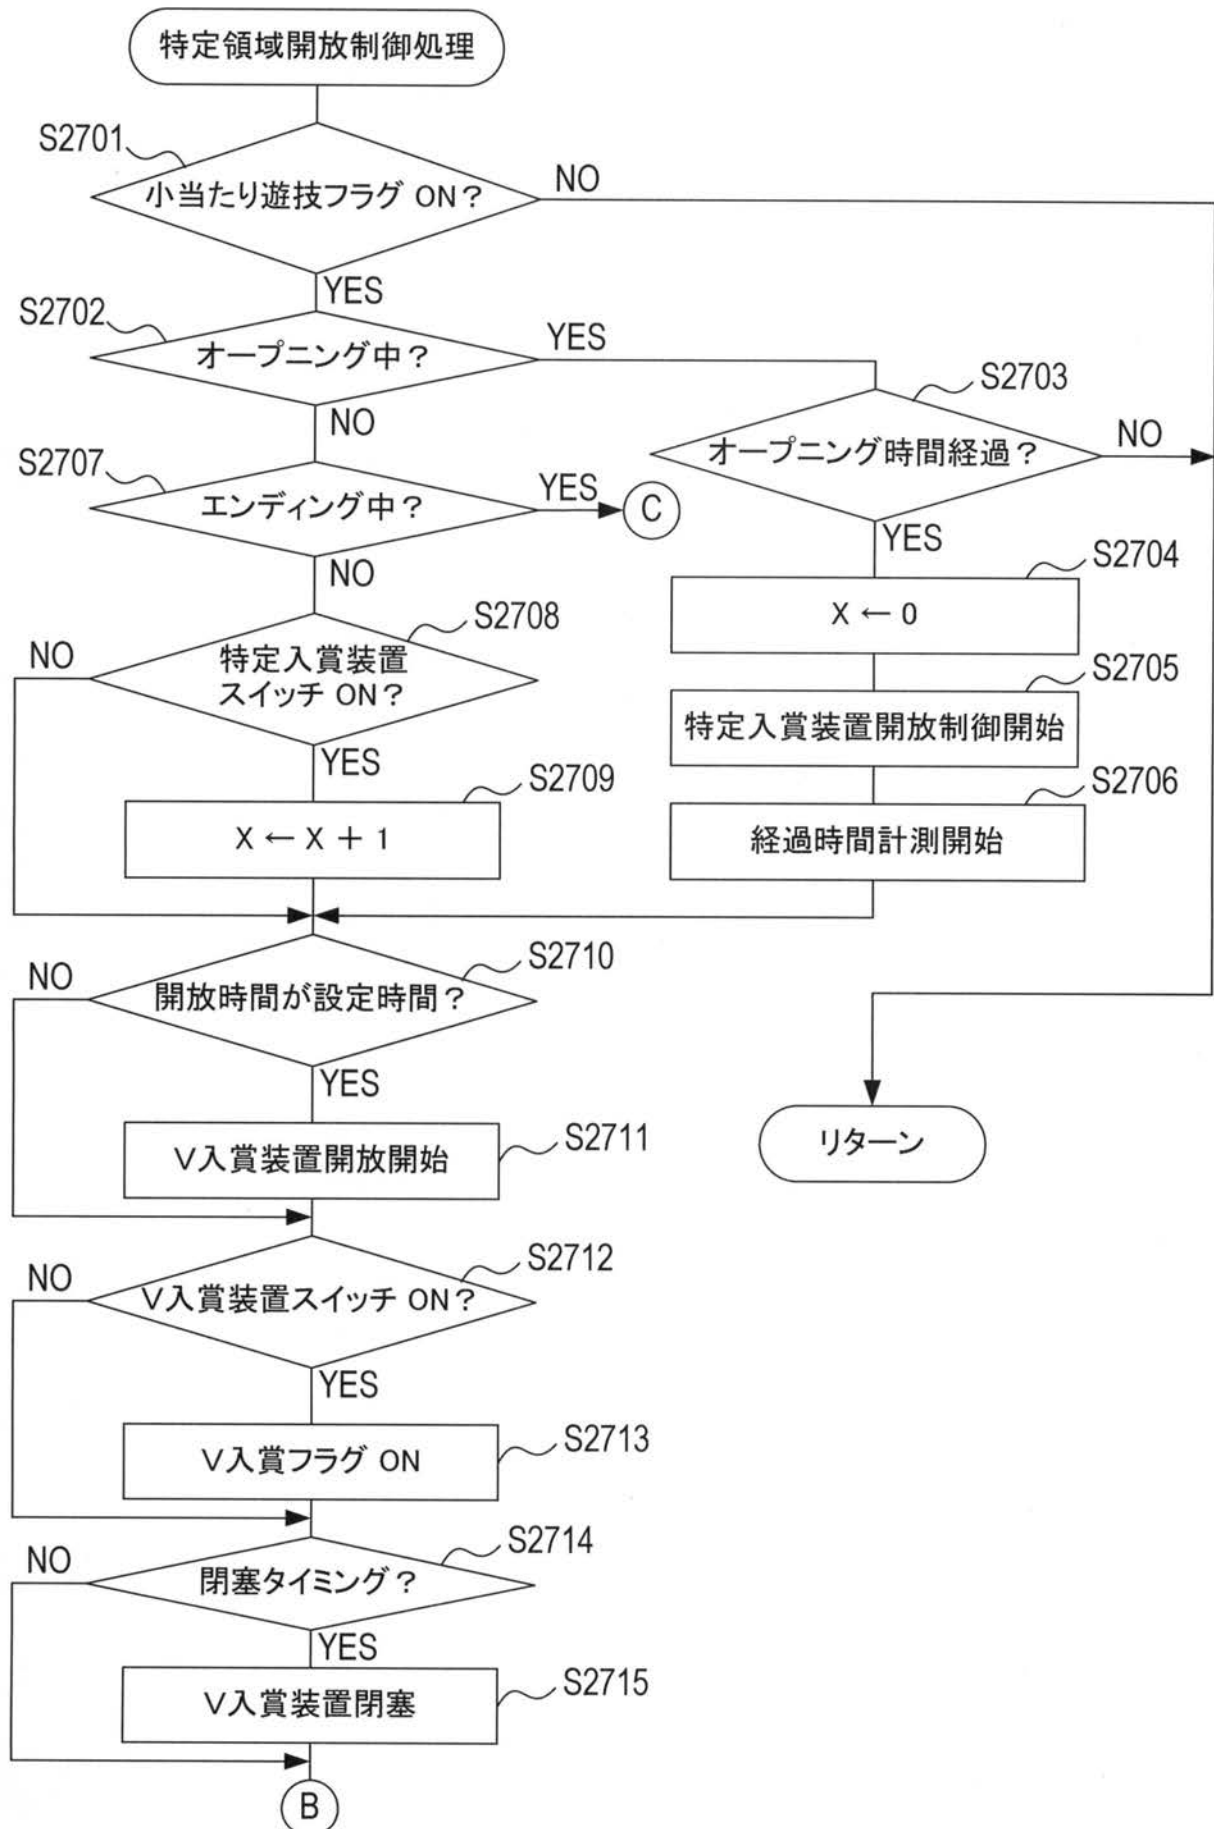 特定領域開放制御処理
S2701
小当たり遊技フラグ ON？
NO
YES
S2702
オープニング中？
YES
NO
S2703
オープニング時間経過？
NO
YES
S2707
エンディング中？
YES
C
NO
S2704
X ← 0
S2708
特定入賞装置
スイッチ ON？
NO
YES
S2705
特定入賞装置開放制御開始
S2709
X ← X ＋ 1
S2706
経過時間計測開始
S2710
開放時間が設定時間？
NO
YES
S2711
V入賞装置開放開始
リターン
S2712
V入賞装置スイッチ ON？
NO
YES
S2713
V入賞フラグ ON
S2714
閉塞タイミング？
NO
YES
S2715
V入賞装置閉塞
B